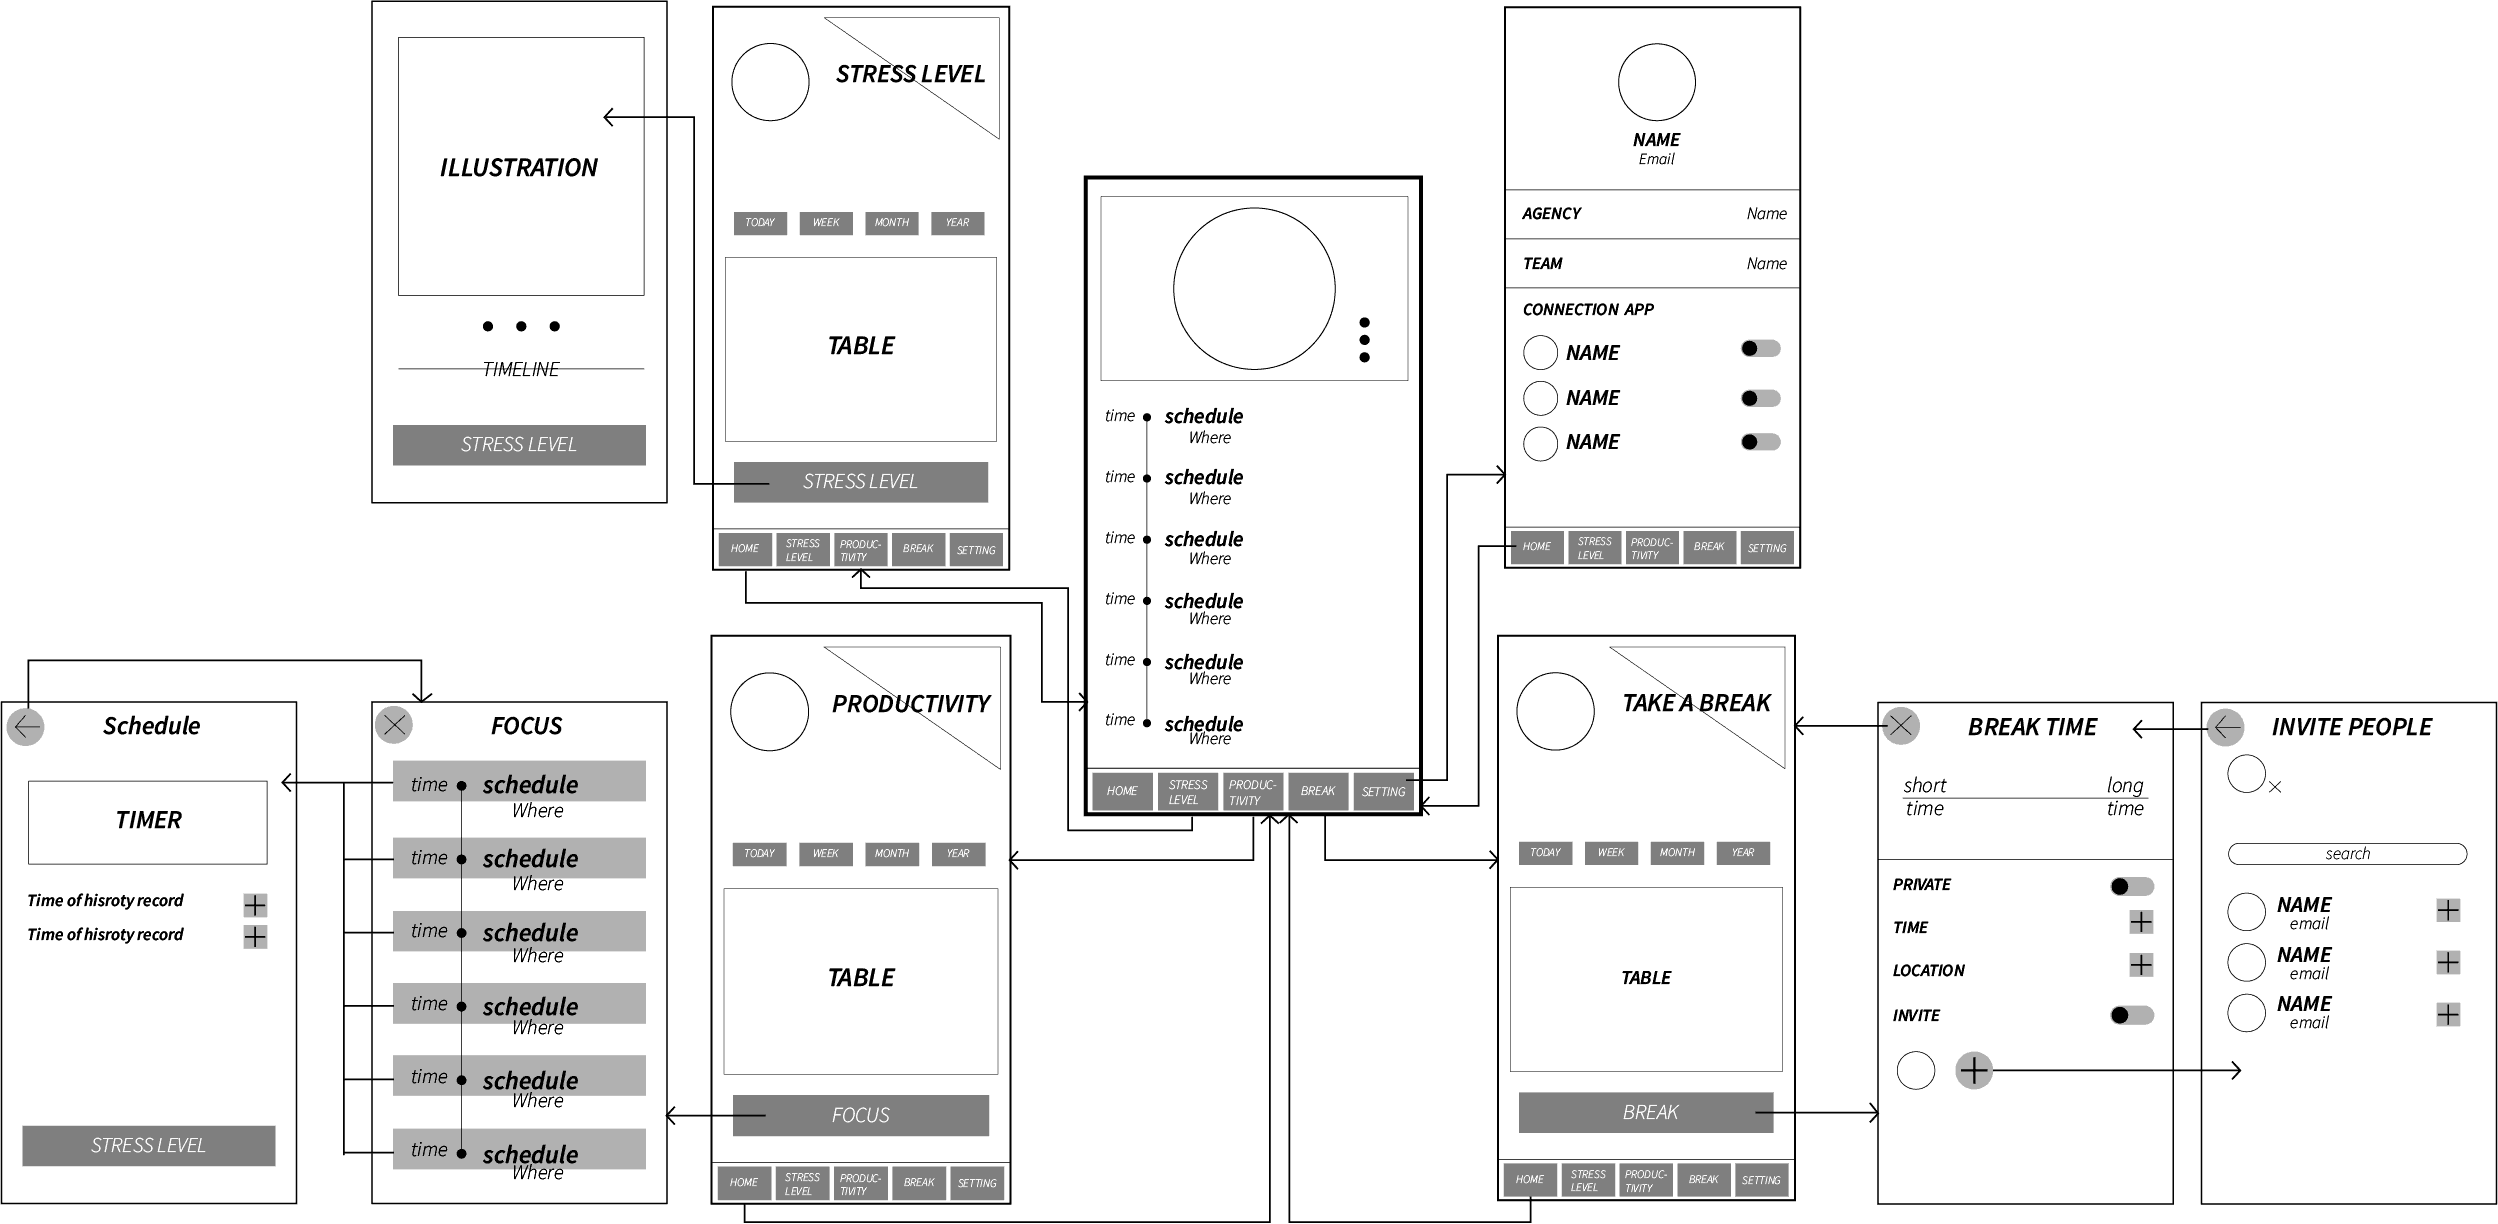 ILLUSTRATION
TIMELINE
STRESS LEVEL
STRESS LEVEL
TODAY WEEK MONTH YEAR
TABLE
STRESS LEVEL
HOME STRESS LEVEL PRODUC-TIVITY BREAK SETTING
time schedule
Where
time schedule
Where
time schedule
Where
time schedule
Where
time schedule
Where
time schedule
Where
HOME STRESS LEVEL PRODUC-TIVITY BREAK SETTING
NAME
Email
AGENCY Name
TEAM Name
CONNECTION APP
NAME
NAME
NAME
HOME STRESS LEVEL PRODUC-TIVITY BREAK SETTING
Schedule
TIMER
Time of hisroty record
Time of hisroty record
STRESS LEVEL
FOCUS
time schedule
Where
time schedule
Where
time schedule
Where
time schedule
Where
time schedule
Where
time schedule
Where
PRODUCTIVITY
TODAY WEEK MONTH YEAR
TABLE
FOCUS
HOME STRESS LEVEL PRODUC-TIVITY BREAK SETTING
TAKE A BREAK
TODAY WEEK MONTH YEAR
TABLE
BREAK
HOME STRESS LEVEL PRODUC-TIVITY BREAK SETTING
BREAK TIME
short long
time time
PRIVATE
TIME
LOCATION
INVITE
INVITE PEOPLE
search
NAME
email
NAME
email
NAME
email